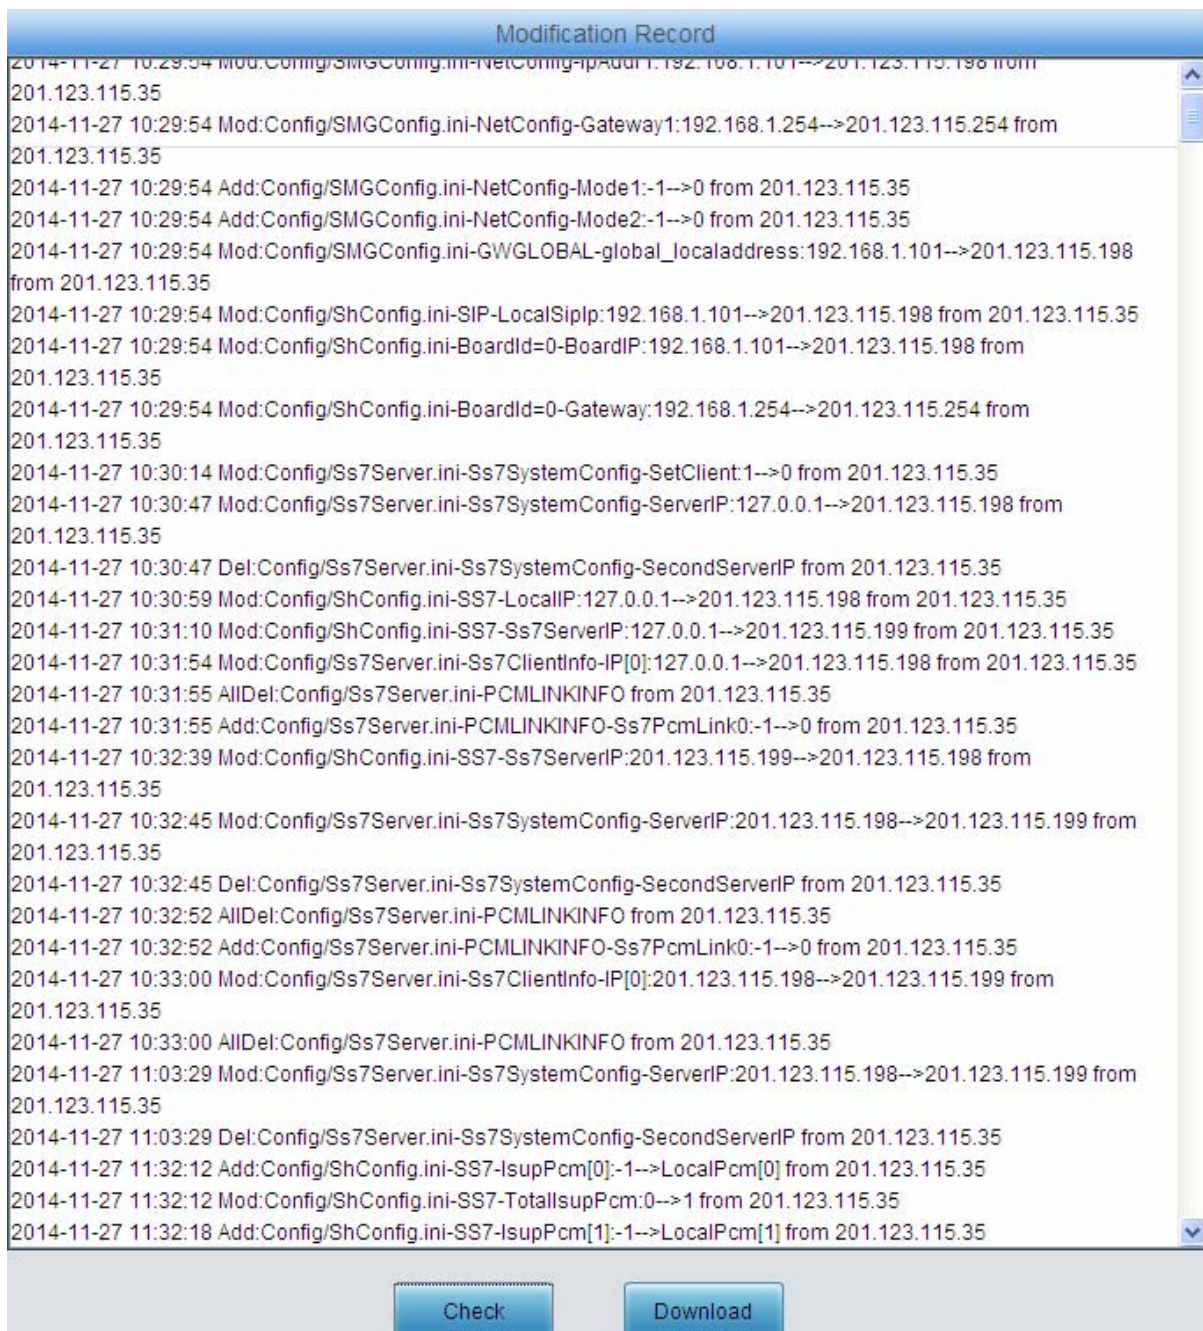 Modification Record
2014-11-27 10:29:54 Mod:Config/SMGConfig.ini-NetConfig-IpAddr1:192.168.1.101-->201.123.115.198 from
201.123.115.35
2014-11-27 10:29:54 Mod:Config/SMGConfig.ini-NetConfig-Gateway1:192.168.1.254-->201.123.115.254 from
201.123.115.35
2014-11-27 10:29:54 Add:Config/SMGConfig.ini-NetConfig-Mode1:-1-->0 from 201.123.115.35
2014-11-27 10:29:54 Add:Config/SMGConfig.ini-NetConfig-Mode2:-1-->0 from 201.123.115.35
2014-11-27 10:29:54 Mod:Config/SMGConfig.ini-GWGLOBAL-global_localaddress:192.168.1.101-->201.123.115.198
from 201.123.115.35
2014-11-27 10:29:54 Mod:Config/ShConfig.ini-SIP-LocalSipIp:192.168.1.101-->201.123.115.198 from 201.123.115.35
2014-11-27 10:29:54 Mod:Config/ShConfig.ini-BoardId=0-BoardIP:192.168.1.101-->201.123.115.198 from
201.123.115.35
2014-11-27 10:29:54 Mod:Config/ShConfig.ini-BoardId=0-Gateway:192.168.1.254-->201.123.115.254 from
201.123.115.35
2014-11-27 10:30:14 Mod:Config/Ss7Server.ini-Ss7SystemConfig-SetClient:1-->0 from 201.123.115.35
2014-11-27 10:30:47 Mod:Config/Ss7Server.ini-Ss7SystemConfig-ServerIP:127.0.0.1-->201.123.115.198 from
201.123.115.35
2014-11-27 10:30:47 Del:Config/Ss7Server.ini-Ss7SystemConfig-SecondServerIP from 201.123.115.35
2014-11-27 10:30:59 Mod:Config/ShConfig.ini-SS7-LocalIP:127.0.0.1-->201.123.115.198 from 201.123.115.35
2014-11-27 10:31:10 Mod:Config/ShConfig.ini-SS7-Ss7ServerIP:127.0.0.1-->201.123.115.199 from 201.123.115.35
2014-11-27 10:31:54 Mod:Config/Ss7Server.ini-Ss7ClientInfo-IP[0]:127.0.0.1-->201.123.115.198 from 201.123.115.35
2014-11-27 10:31:55 AllDel:Config/Ss7Server.ini-PCMLINKINFO from 201.123.115.35
2014-11-27 10:31:55 Add:Config/Ss7Server.ini-PCMLINKINFO-Ss7PcmLink0:-1-->0 from 201.123.115.35
2014-11-27 10:32:39 Mod:Config/ShConfig.ini-SS7-Ss7ServerIP:201.123.115.199-->201.123.115.198 from
201.123.115.35
2014-11-27 10:32:45 Mod:Config/Ss7Server.ini-Ss7SystemConfig-ServerIP:201.123.115.198-->201.123.115.199 from
201.123.115.35
2014-11-27 10:32:45 Del:Config/Ss7Server.ini-Ss7SystemConfig-SecondServerIP from 201.123.115.35
2014-11-27 10:32:52 AllDel:Config/Ss7Server.ini-PCMLINKINFO from 201.123.115.35
2014-11-27 10:32:52 Add:Config/Ss7Server.ini-PCMLINKINFO-Ss7PcmLink0:-1-->0 from 201.123.115.35
2014-11-27 10:33:00 Mod:Config/Ss7Server.ini-Ss7ClientInfo-IP[0]:201.123.115.198-->201.123.115.199 from
201.123.115.35
2014-11-27 10:33:00 AllDel:Config/Ss7Server.ini-PCMLINKINFO from 201.123.115.35
2014-11-27 11:03:29 Mod:Config/Ss7Server.ini-Ss7SystemConfig-ServerIP:201.123.115.198-->201.123.115.199 from
201.123.115.35
2014-11-27 11:03:29 Del:Config/Ss7Server.ini-Ss7SystemConfig-SecondServerIP from 201.123.115.35
2014-11-27 11:32:12 Add:Config/ShConfig.ini-SS7-IsupPcm[0]:-1-->LocalPcm[0] from 201.123.115.35
2014-11-27 11:32:12 Mod:Config/ShConfig.ini-SS7-TotalIsupPcm:0-->1 from 201.123.115.35
2014-11-27 11:32:18 Add:Config/ShConfig.ini-SS7-IsupPcm[1]:-1-->LocalPcm[1] from 201.123.115.35
Check
Download